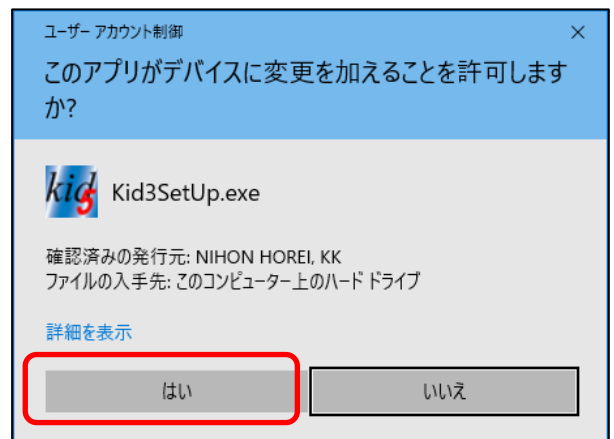 ユーザー アカウント制御
このアプリがデバイスに変更を加えることを許可します
か?
kid5 Kid3SetUp.exe
確認済みの発行元: NIHON HOREI, KK
ファイルの入手先: このコンピューター上のハード ドライブ
詳細を表示
はい いいえ